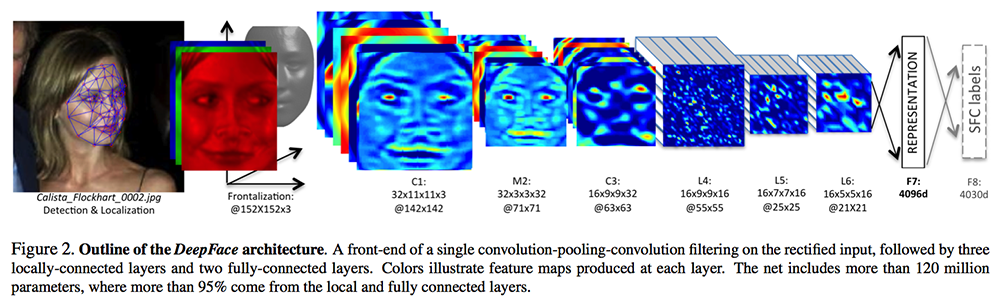 Calista_Flockhart_0002.jpg
Detection & Localization
Frontalization:
@152X152x3
C1:
32x11x11x3
@142x142
M2:
32x3x3x32
@71x71
C3:
16x9x9x32
@63x63
L4:
16x9x9x16
@55x55
L5:
16x7x7x16
@25x25
L6:
16x5x5x16
@21X21
REPRESENTATION
F7:
4096d
SFC labels
F8:
4030d
Figure 2. Outline of the DeepFace architecture. A front-end of a single convolution-pooling-convolution filtering on the rectified input, followed by three
locally-connected layers and two fully-connected layers. Colors illustrate feature maps produced at each layer. The net includes more than 120 million
parameters, where more than 95% come from the local and fully connected layers.